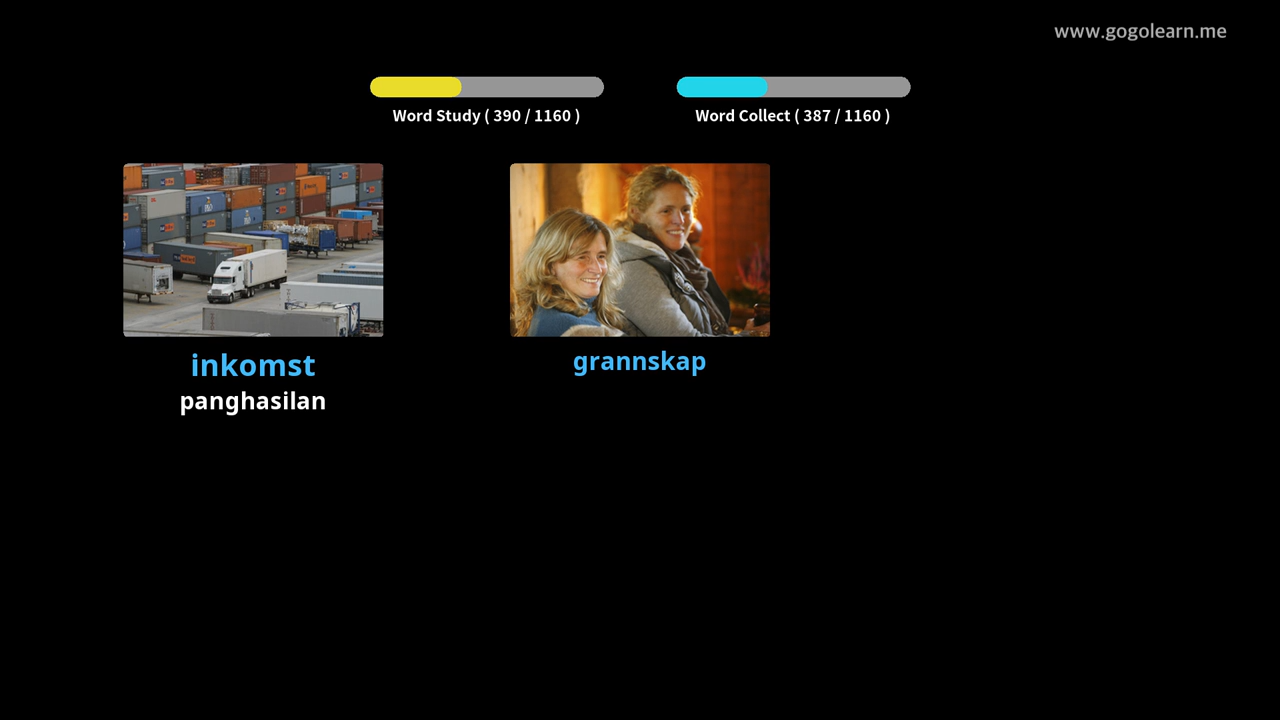 www.gogolearn.me
Word Study ( 390 / 1160 )
Word Collect ( 387 / 1160 )
inkomst
panghasilan
grannskap